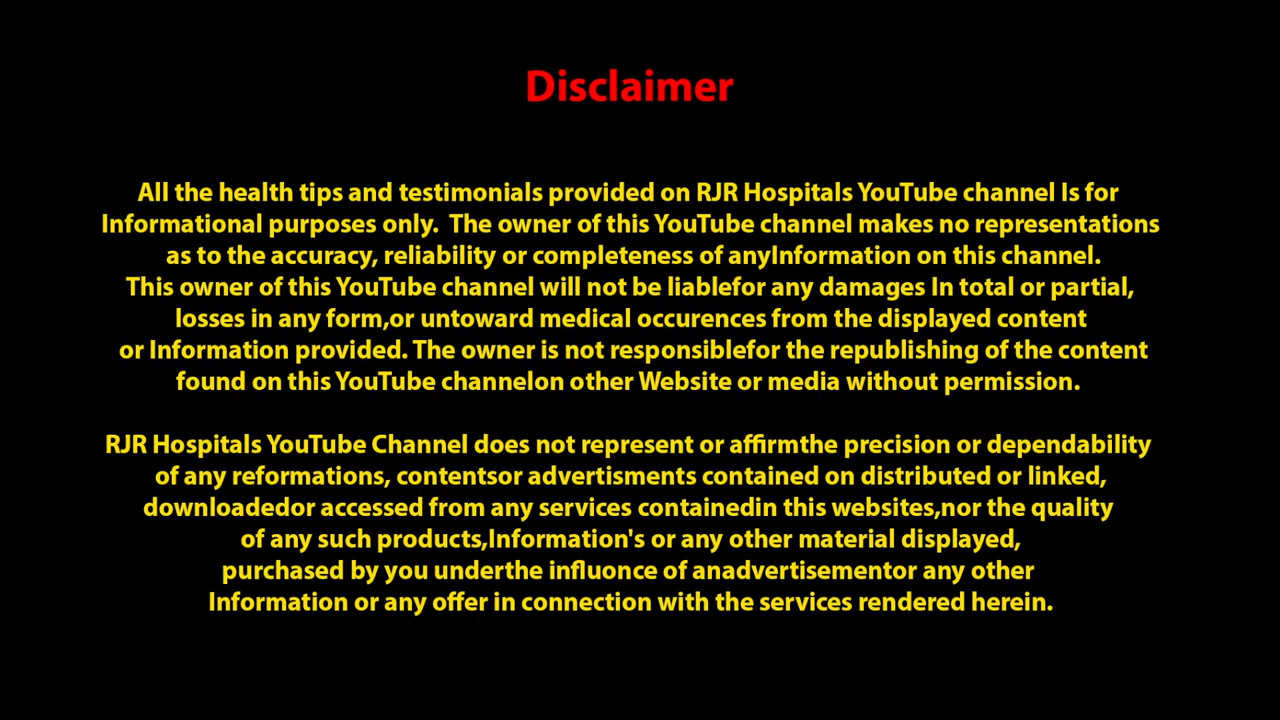 Disclaimer
All the health tips and testimonials provided on RJR Hospitals YouTube channel Is for
Informational purposes only.  The owner of this YouTube channel makes no representations
as to the accuracy, reliability or completeness of anyInformation on this channel.
This owner of this YouTube channel will not be liablefor any damages In total or partial,
losses in any form,or untoward medical occurences from the displayed content
or Information provided. The owner is not responsiblefor the republishing of the content
found on this YouTube channelon other Website or media without permission.
RJR Hospitals YouTube Channel does not represent or affirmthe precision or dependability
of any reformations, contentsor advertisments contained on distributed or linked,
downloadedor accessed from any services containedin this websites,nor the quality
of any such products,Information's or any other material displayed,
purchased by you underthe influonce of anadvertisementor any other
Information or any offer in connection with the services rendered herein.